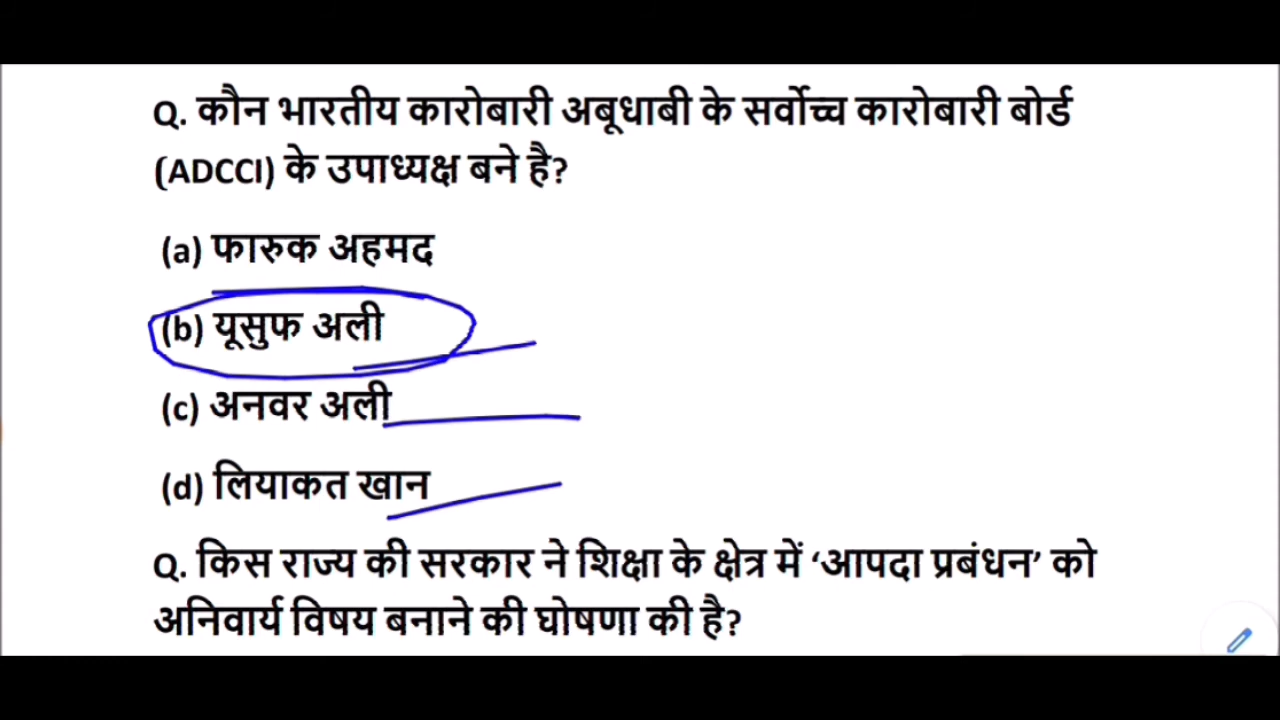 Q. कौन भारतीय कारोबारी अबूधाबी के सर्वोच्च कारोबारी बोर्ड
(ADCCI) के उपाध्यक्ष बने है?
(a) फारुक अहमद
(b) यूसुफ अली
(c) अनवर अली
(d) लियाकत खान
Q. किस राज्य की सरकार ने शिक्षा के क्षेत्र में ‘आपदा प्रबंधन’ को
अनिवार्य विषय बनाने की घोषणा की है?